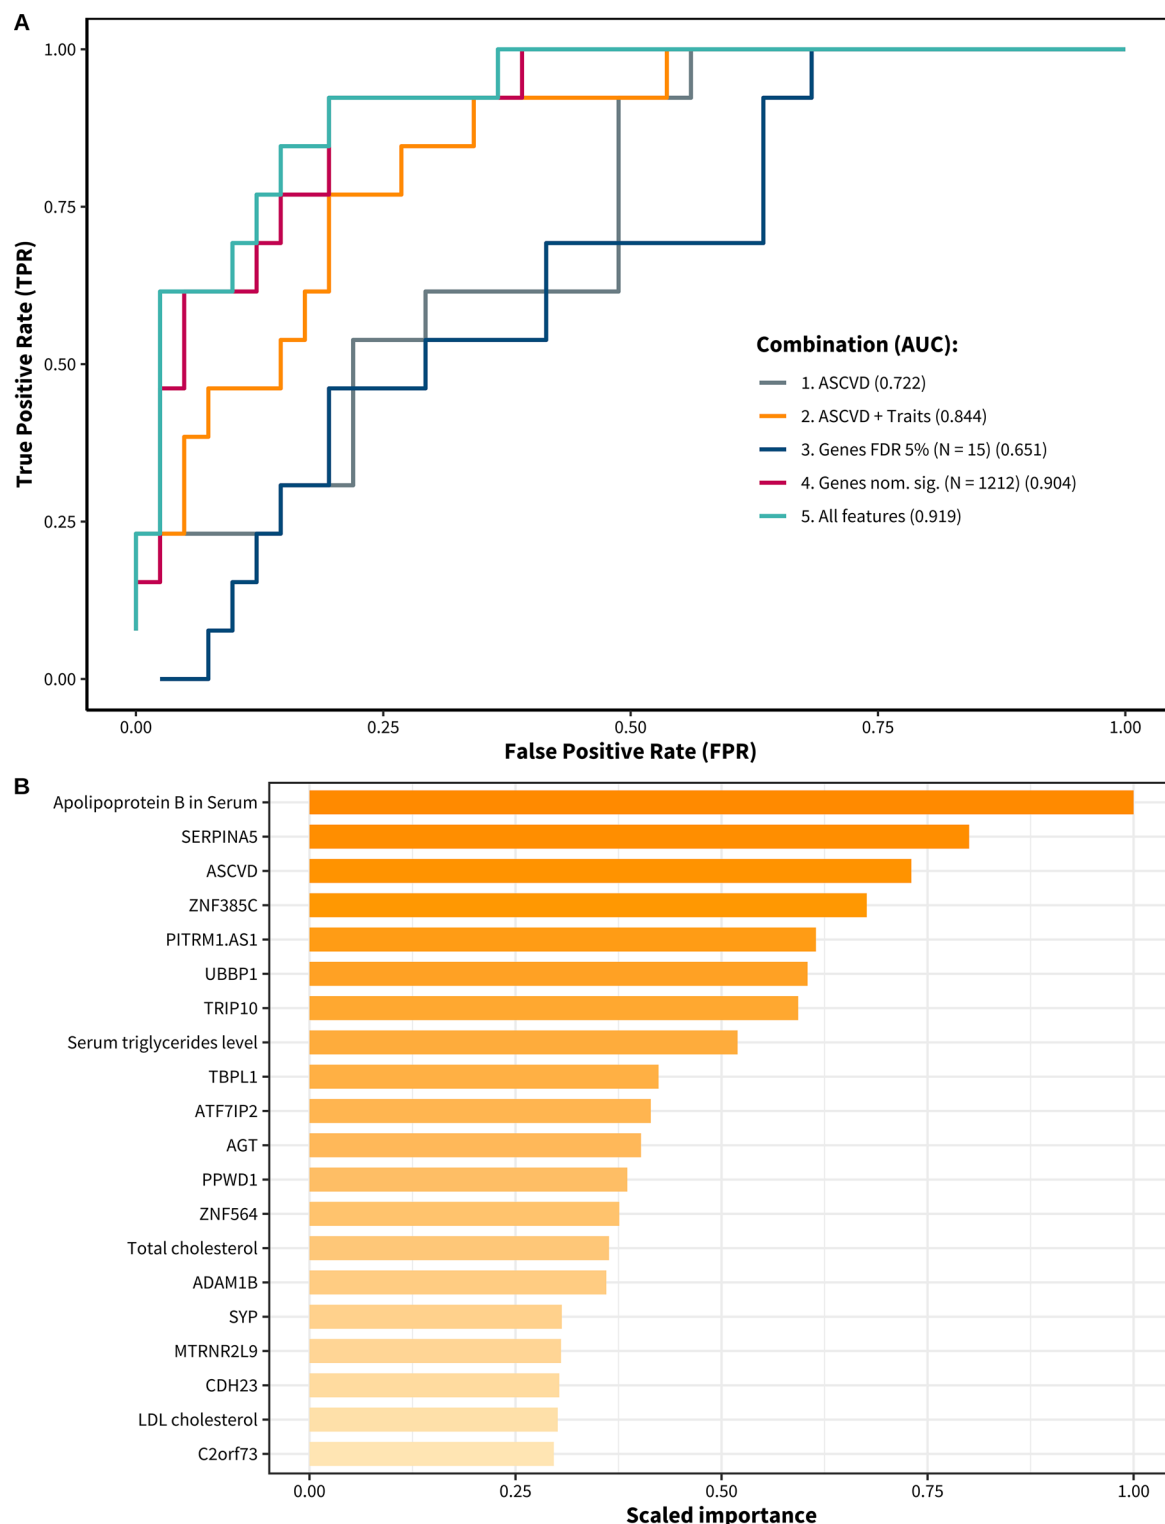 A
1.00
0.75
0.50
0.25
0.00
True Positive Rate (TPR)
Combination (AUC):
1. ASCVD (0.722)
2. ASCVD + Traits (0.844)
3. Genes FDR 5% (N = 15) (0.651)
4. Genes nom. sig. (N = 1212) (0.904)
5. All features (0.919)
0.00 0.25 0.50 0.75 1.00
False Positive Rate (FPR)
B
Apolipoprotein B in Serum
SERPINA5
ASCVD
ZNF385C
PITRM1.AS1
UBBP1
TRIP10
Serum triglycerides level
TBPL1
ATF7IP2
AGT
PPWD1
ZNF564
Total cholesterol
ADAM1B
SYP
MTRNR2L9
CDH23
LDL cholesterol
C2orf73
0.00 0.25 0.50 0.75 1.00
Scaled importance